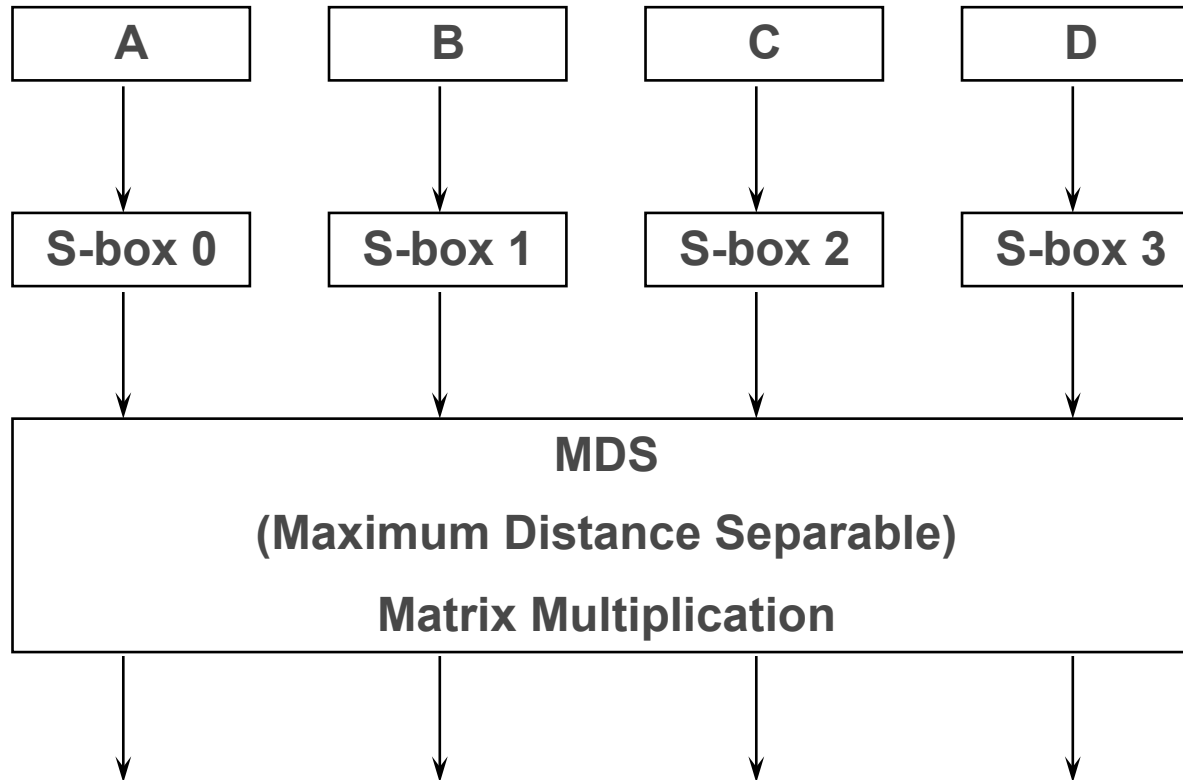 A B C D
S-box 0 S-box 1 S-box 2 S-box 3
MDS
(Maximum Distance Separable)
Matrix Multiplication